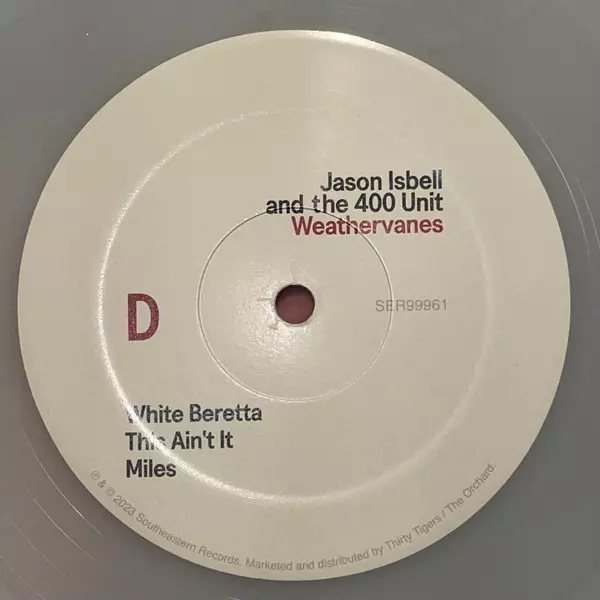 Jason Isbell
and the 400 Unit
Weathervanes
SER99961
D
White Beretta
This Ain't It
Miles
℗ & © 2023 Southeastern Records. Marketed and distributed by Thirty Tigers / The Orchard.